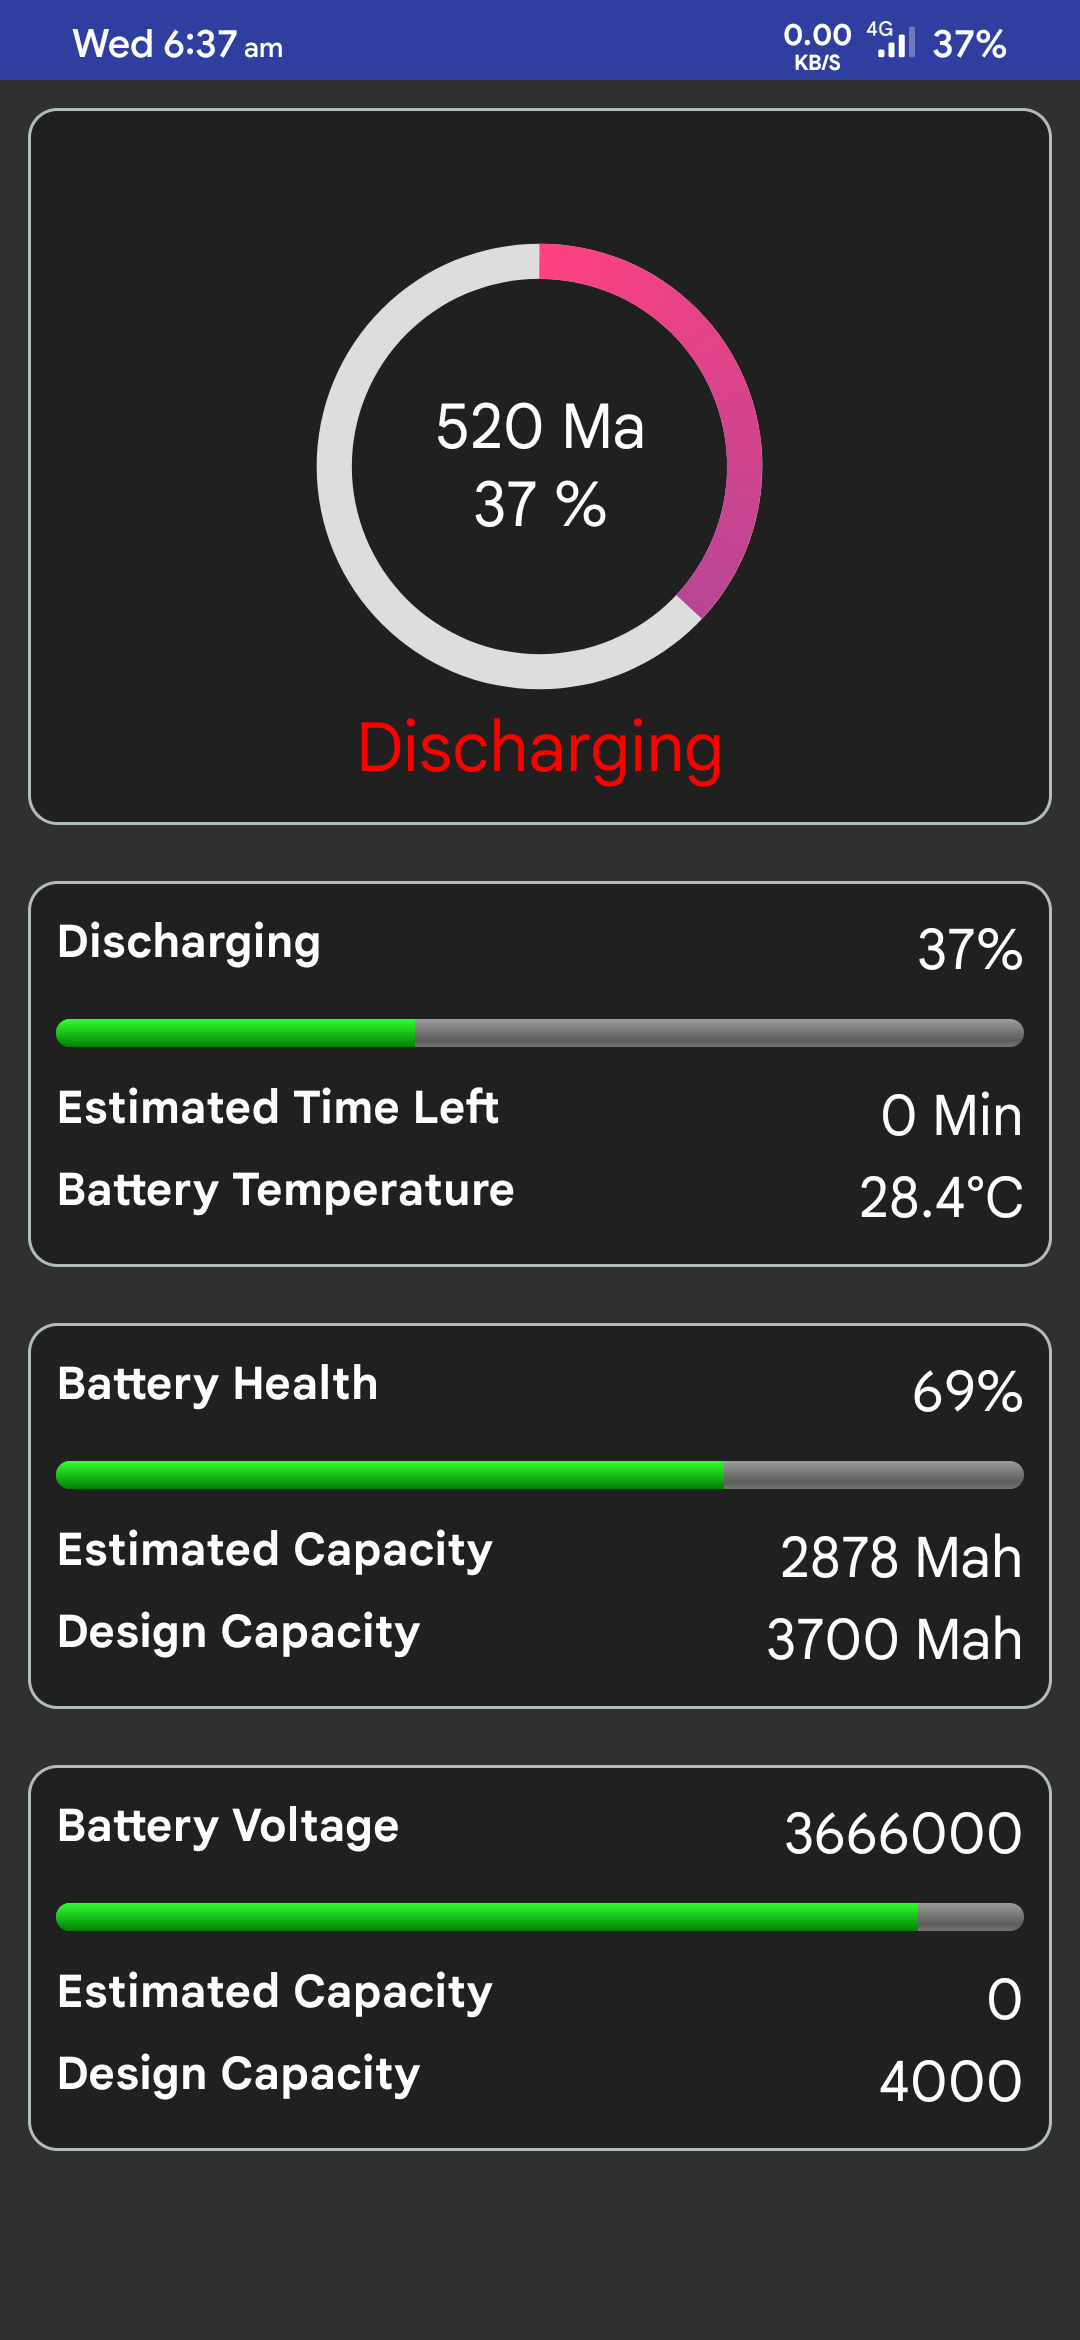 Wed 6:37 am
0.00 KB/S 4G 37%
520 Ma
37 %
Discharging
Discharging 37%
Estimated Time Left 0 Min
Battery Temperature 28.4°C
Battery Health 69%
Estimated Capacity 2878 Mah
Design Capacity 3700 Mah
Battery Voltage 3666000
Estimated Capacity 0
Design Capacity 4000